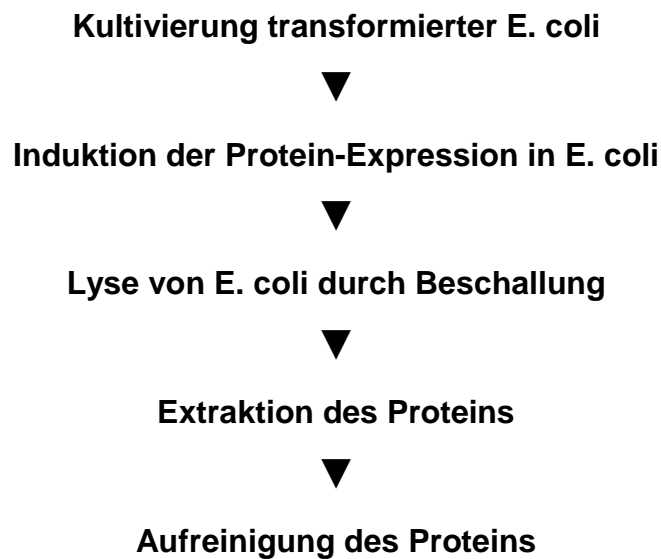 Kultivierung transformierter E. coli
Induktion der Protein-Expression in E. coli
Lyse von E. coli durch Beschallung
Extraktion des Proteins
Aufreinigung des Proteins